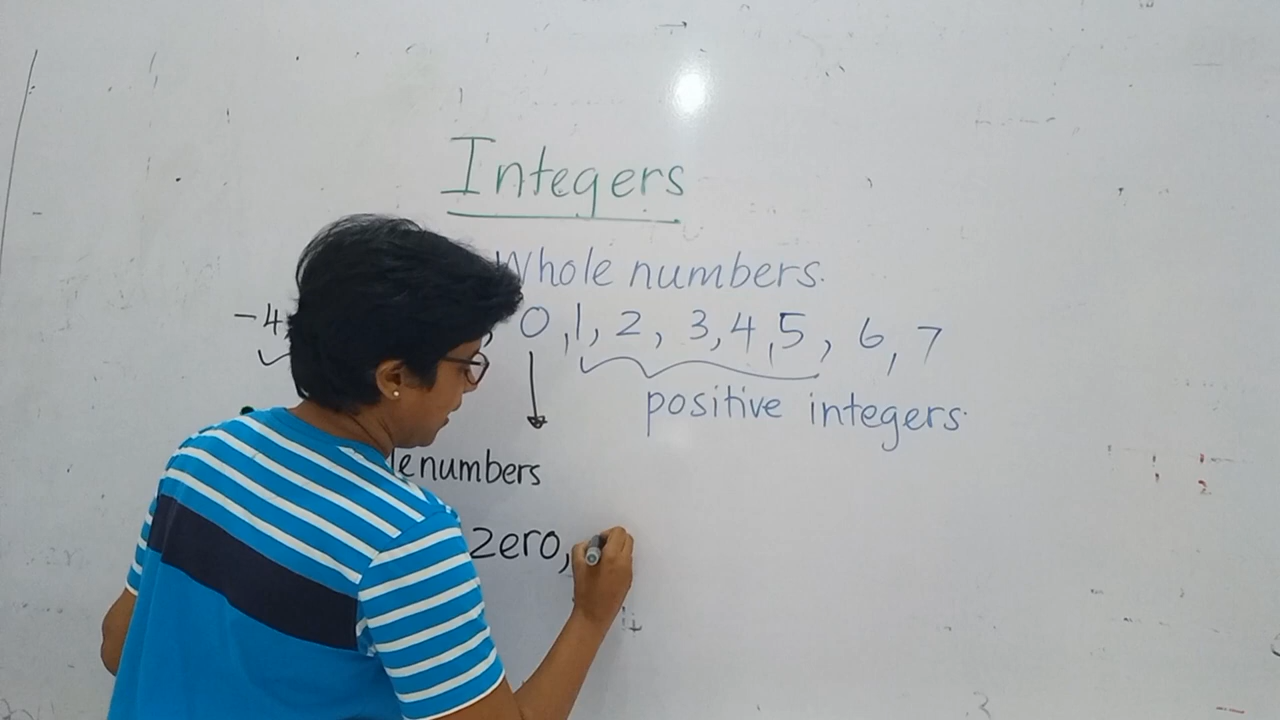 Integers
Whole numbers.
-4 , 0, 1, 2, 3, 4, 5, 6, 7
positive integers.
le numbers
zero,